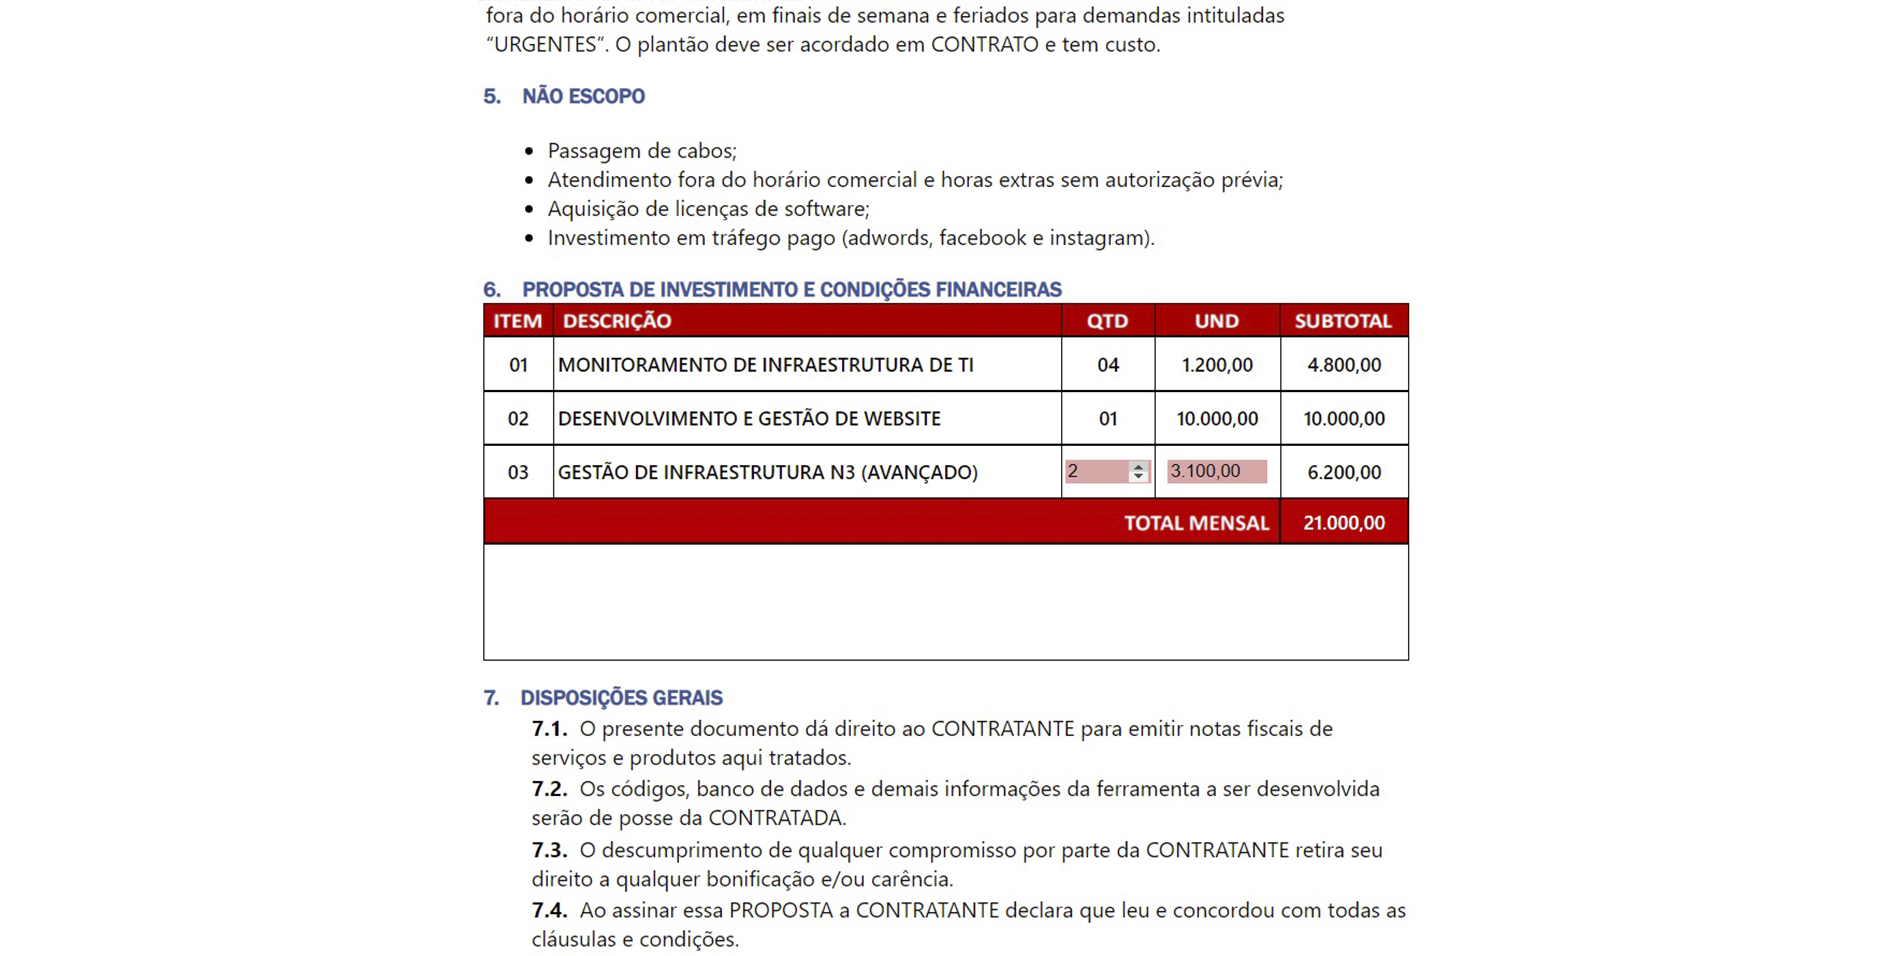 fora do horário comercial, em finais de semana e feriados para demandas intituladas
“URGENTES”. O plantão deve ser acordado em CONTRATO e tem custo.
5. NÃO ESCOPO
• Passagem de cabos;
• Atendimento fora do horário comercial e horas extras sem autorização prévia;
• Aquisição de licenças de software;
• Investimento em tráfego pago (adwords, facebook e instagram).
6. PROPOSTA DE INVESTIMENTO E CONDIÇÕES FINANCEIRAS
ITEM DESCRIÇÃO QTD UND SUBTOTAL
01 MONITORAMENTO DE INFRAESTRUTURA DE TI 04 1.200,00 4.800,00
02 DESENVOLVIMENTO E GESTÃO DE WEBSITE 01 10.000,00 10.000,00
03 GESTÃO DE INFRAESTRUTURA N3 (AVANÇADO) 2 3.100,00 6.200,00
TOTAL MENSAL 21.000,00
7. DISPOSIÇÕES GERAIS
7.1. O presente documento dá direito ao CONTRATANTE para emitir notas fiscais de
serviços e produtos aqui tratados.
7.2. Os códigos, banco de dados e demais informações da ferramenta a ser desenvolvida
serão de posse da CONTRATADA.
7.3. O descumprimento de qualquer compromisso por parte da CONTRATANTE retira seu
direito a qualquer bonificação e/ou carência.
7.4. Ao assinar essa PROPOSTA a CONTRATANTE declara que leu e concordou com todas as
cláusulas e condições.